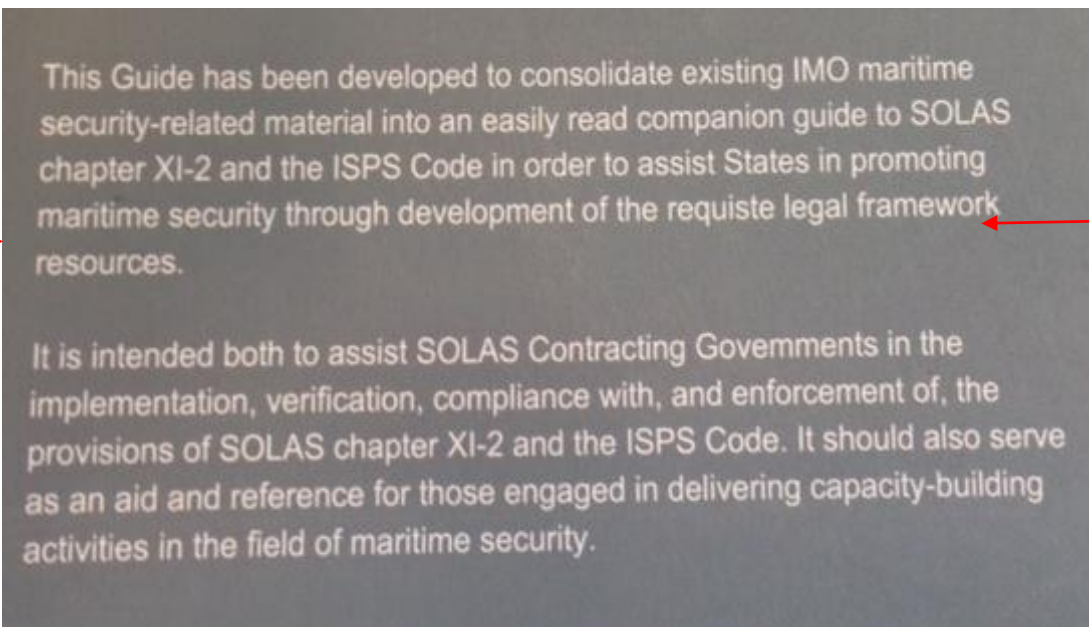 This Guide has been developed to consolidate existing IMO maritime
security-related material into an easily read companion guide to SOLAS
chapter XI-2 and the ISPS Code in order to assist States in promoting
maritime security through development of the requiste legal framework
resources.
It is intended both to assist SOLAS Contracting Governments in the
implementation, verification, compliance with, and enforcement of, the
provisions of SOLAS chapter XI-2 and the ISPS Code. It should also serve
as an aid and reference for those engaged in delivering capacity-building
activities in the field of maritime security.